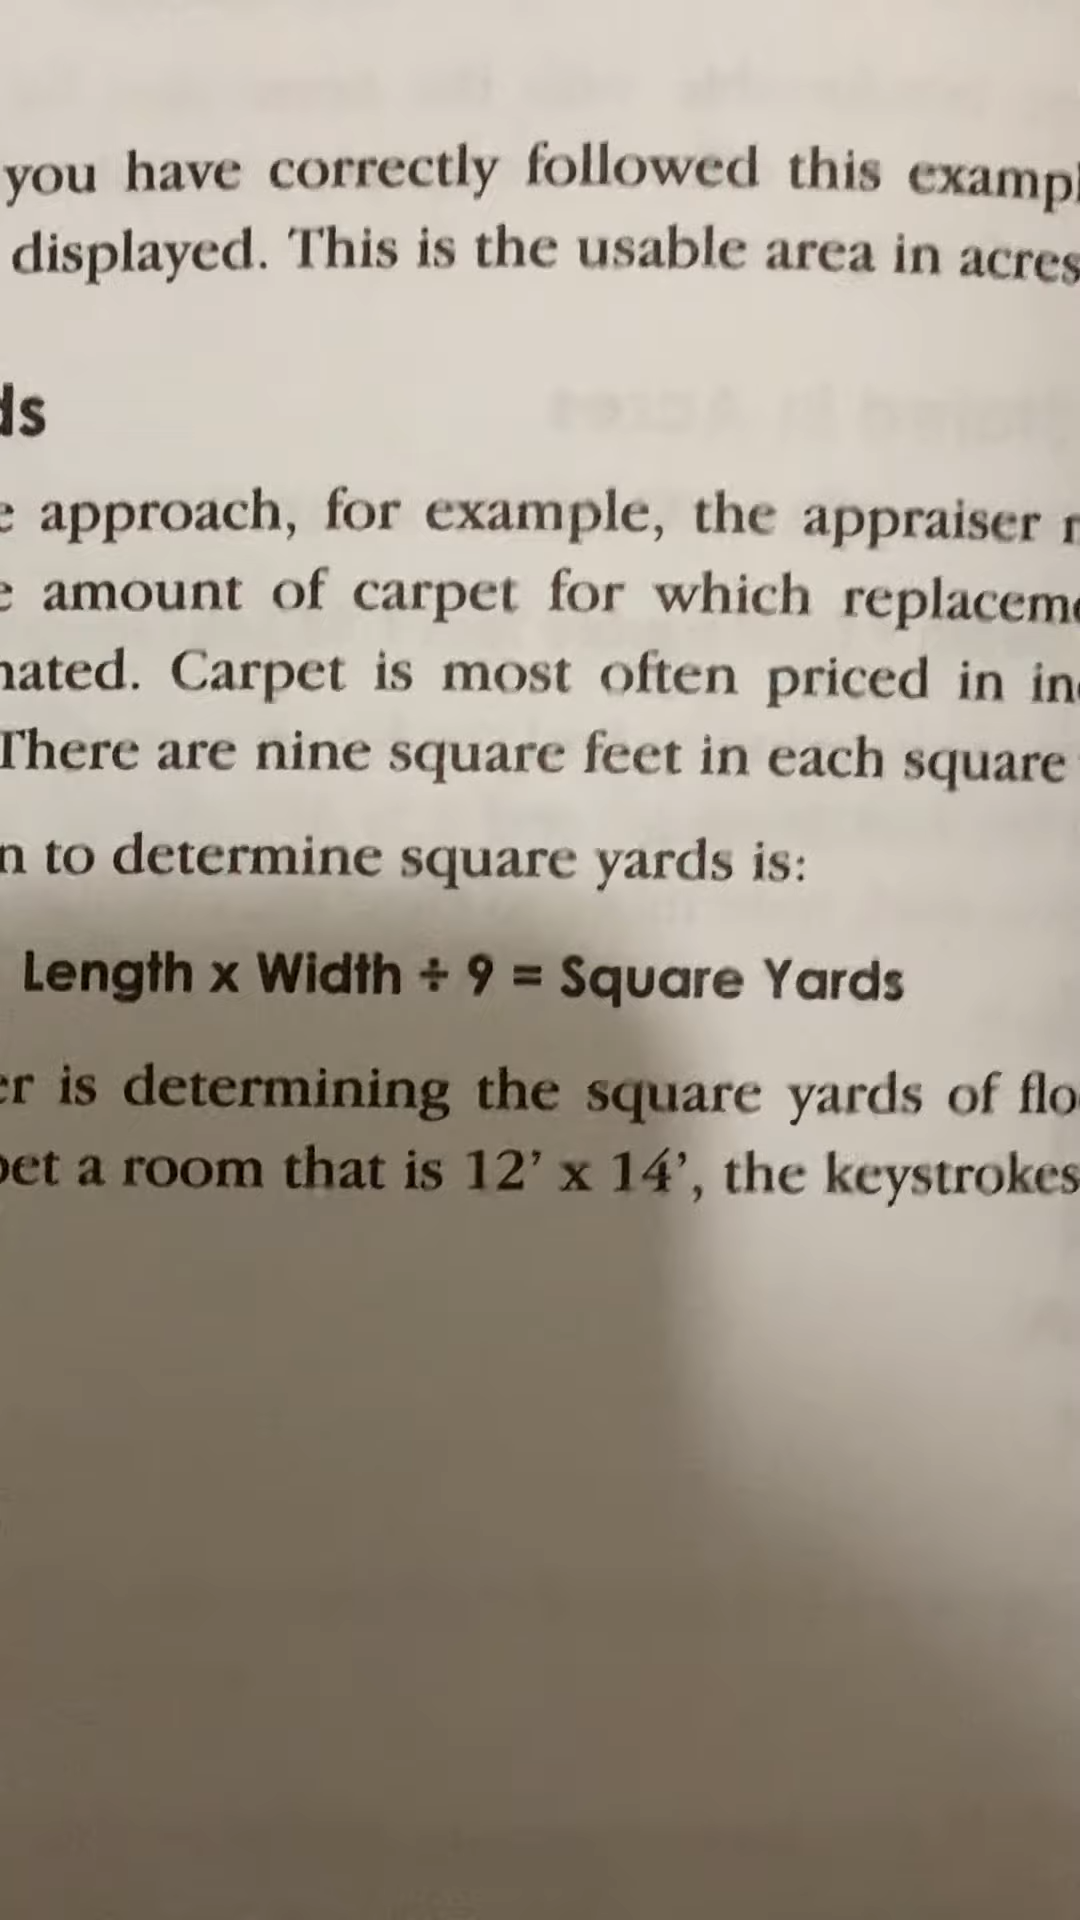 you have correctly followed this exampl
displayed. This is the usable area in acres
ds
e approach, for example, the appraiser
e amount of carpet for which replaceme
nated. Carpet is most often priced in in
There are nine square feet in each square
n to determine square yards is:
Length x Width ÷ 9 = Square Yards
er is determining the square yards of flo
pet a room that is 12’ x 14’, the keystrokes